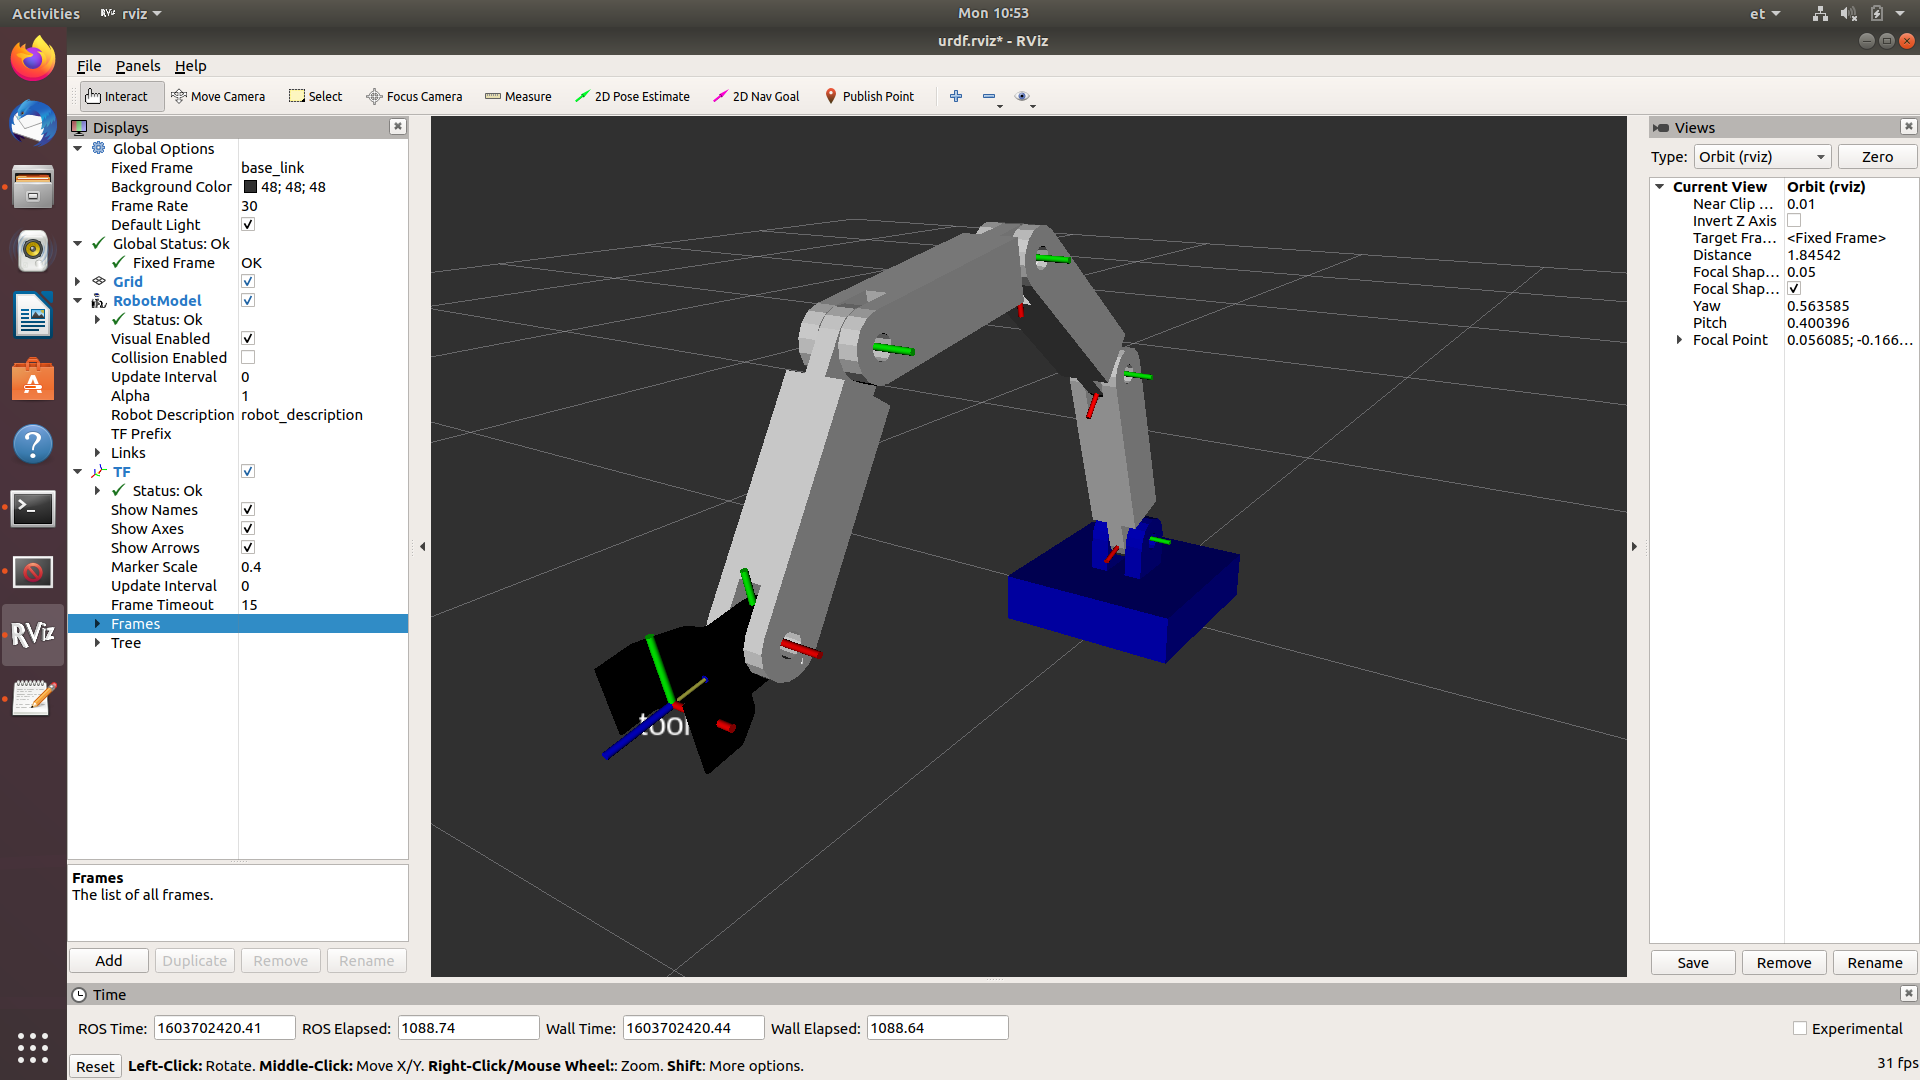 Activities RViz rviz Mon 10:53 et
urdf.rviz* - RViz
File Panels Help
Interact Move Camera Select Focus Camera Measure 2D Pose Estimate 2D Nav Goal Publish Point
Displays
Global Options
Fixed Frame base_link
Background Color 48; 48; 48
Frame Rate 30
Default Light
Global Status: Ok
Fixed Frame OK
Grid
RobotModel
Status: Ok
Visual Enabled
Collision Enabled
Update Interval 0
Alpha 1
Robot Description robot_description
TF Prefix
Links
TF
Status: Ok
Show Names
Show Axes
Show Arrows
Marker Scale 0.4
Update Interval 0
Frame Timeout 15
Frames
Tree
Frames
The list of all frames.
Add Duplicate Remove Rename
RViz
tool
Views
Type: Orbit (rviz) Zero
Current View Orbit (rviz)
Near Clip ... 0.01
Invert Z Axis
Target Fra... <Fixed Frame>
Distance 1.84542
Focal Shap... 0.05
Focal Shap...
Yaw 0.563585
Pitch 0.400396
Focal Point 0.056085; -0.166...
Save Remove Rename
Time
ROS Time: 1603702420.41 ROS Elapsed: 1088.74 Wall Time: 1603702420.44 Wall Elapsed: 1088.64 Experimental
Reset Left-Click: Rotate. Middle-Click: Move X/Y. Right-Click/Mouse Wheel:: Zoom. Shift: More options. 31 fps